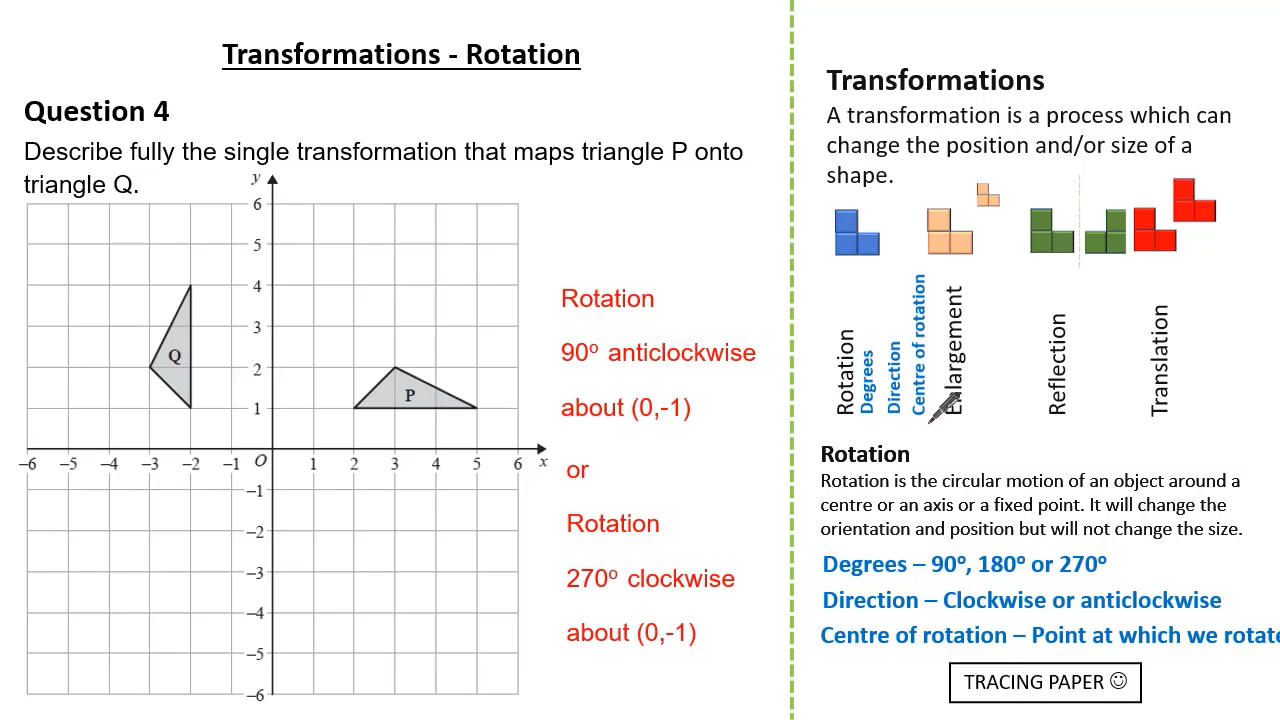 Transformations - Rotation
Question 4
Describe fully the single transformation that maps triangle P onto
triangle Q.
y
6
5
4
3
2
1
Q
P
–6 –5 –4 –3 –2 –1 O 1 2 3 4 5 6 x
–1
–2
–3
–4
–5
–6
Rotation
90º anticlockwise
about (0,-1)
or
Rotation
270º clockwise
about (0,-1)
Transformations
A transformation is a process which can
change the position and/or size of a
shape.
Rotation
Degrees
Direction
Centre of rotation
Enlargement
Reflection
Translation
Rotation
Rotation is the circular motion of an object around a
centre or an axis or a fixed point. It will change the
orientation and position but will not change the size.
Degrees – 90º, 180º or 270º
Direction – Clockwise or anticlockwise
Centre of rotation – Point at which we rotate
TRACING PAPER ☺